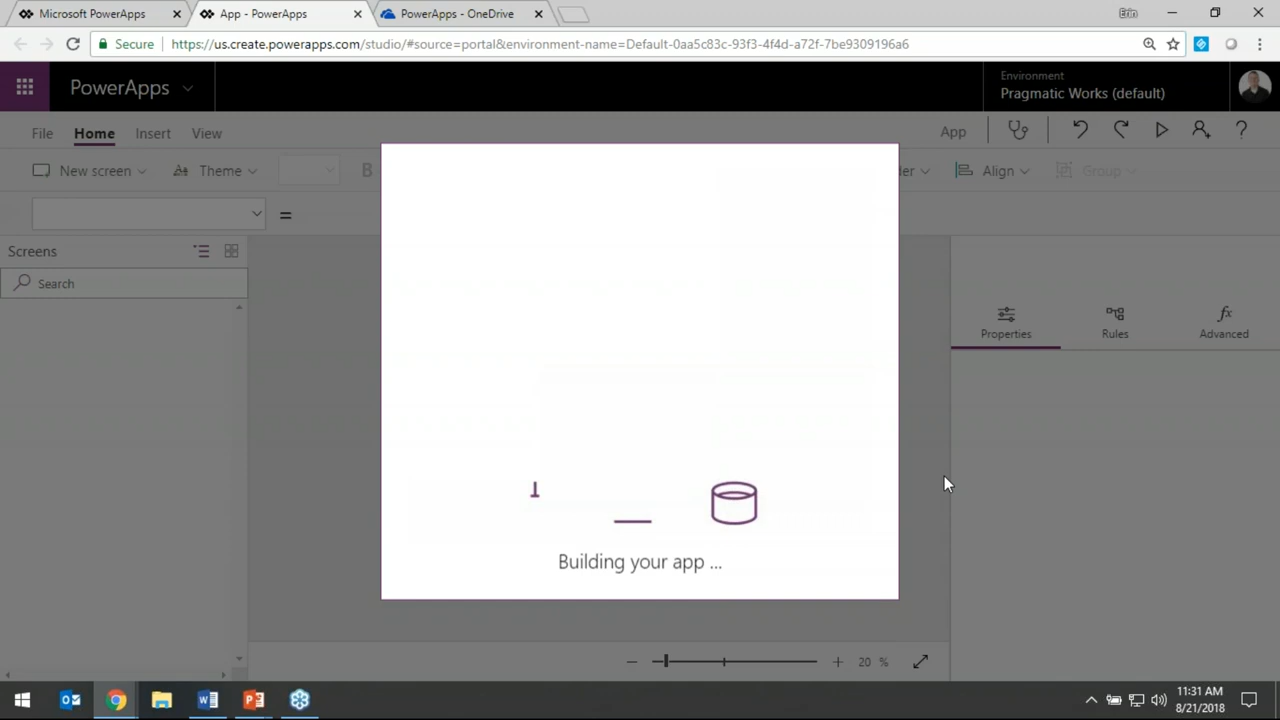 Microsoft PowerApps
App - PowerApps
PowerApps - OneDrive
Erin
Secure
https://us.create.powerapps.com/studio/#source=portal&environment-name=Default-0aa5c83c-93f3-4f4d-a72f-7be9309196a6
PowerApps
Environment
Pragmatic Works (default)
File
Home
Insert
View
App
New screen
Theme
B
Align
Group
=
Screens
Search
Properties
Rules
Advanced
Building your app ...
20 %
11:31 AM
8/21/2018